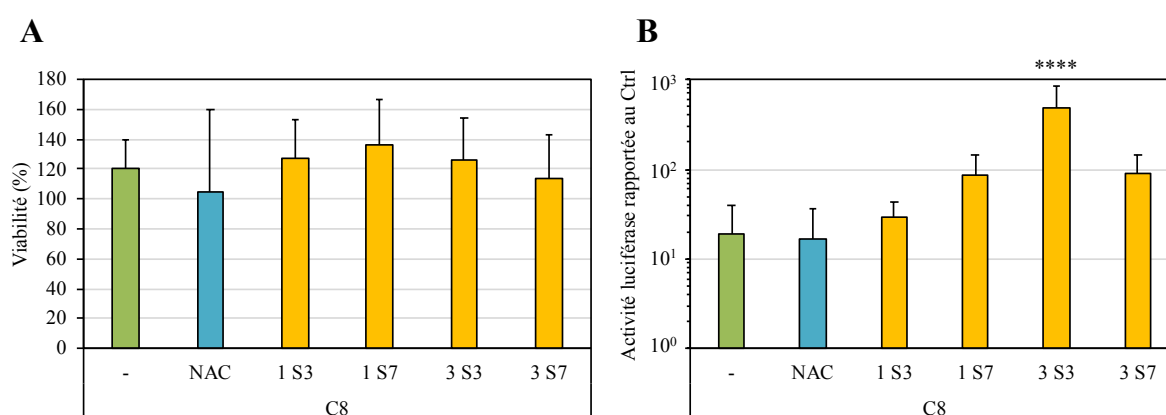 A
Viabilité (%)
180
160
140
120
100
80
60
40
20
0
- NAC 1 S3 1 S7 3 S3 3 S7
C8
B
Activité luciférase rapportée au Ctrl
****
10³
10²
10¹
10⁰
- NAC 1 S3 1 S7 3 S3 3 S7
C8